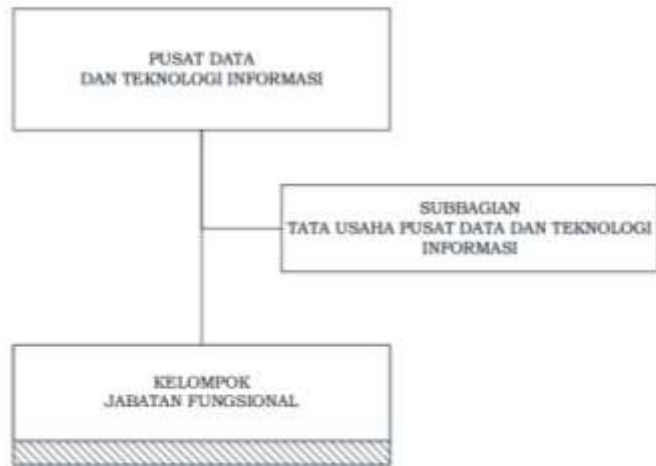 PUSAT DATA
DAN TEKNOLOGI INFORMASI
SUBBAGIAN
TATA USAHA PUSAT DATA DAN TEKNOLOGI
INFORMASI
KELOMPOK
JABATAN FUNGSIONAL